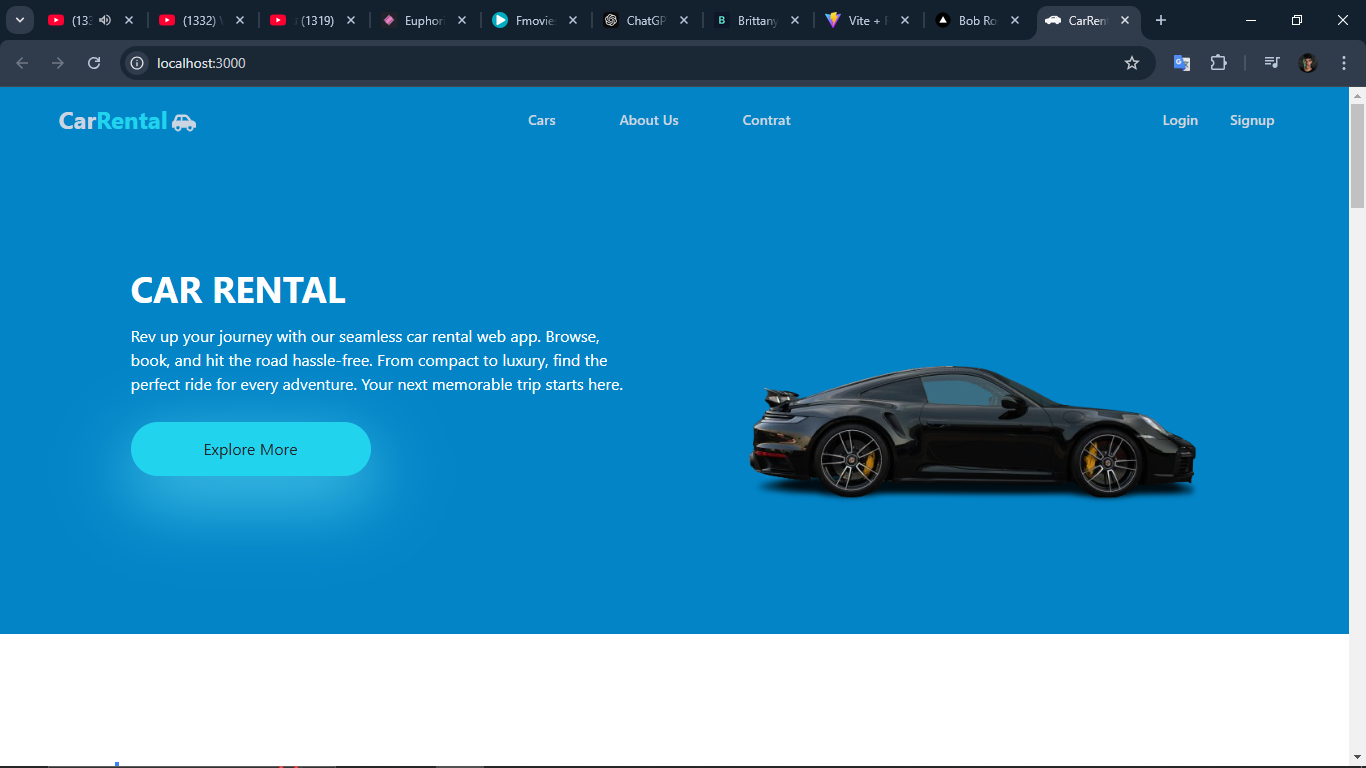 (133
(1332)
(1319)
Euphori
Fmovie
ChatGP
B
Brittany
Vite +
Bob Ro
CarRen
localhost:3000
CarRental
Cars
About Us
Contrat
Login
Signup
CAR RENTAL
Rev up your journey with our seamless car rental web app. Browse,
book, and hit the road hassle-free. From compact to luxury, find the
perfect ride for every adventure. Your next memorable trip starts here.
Explore More